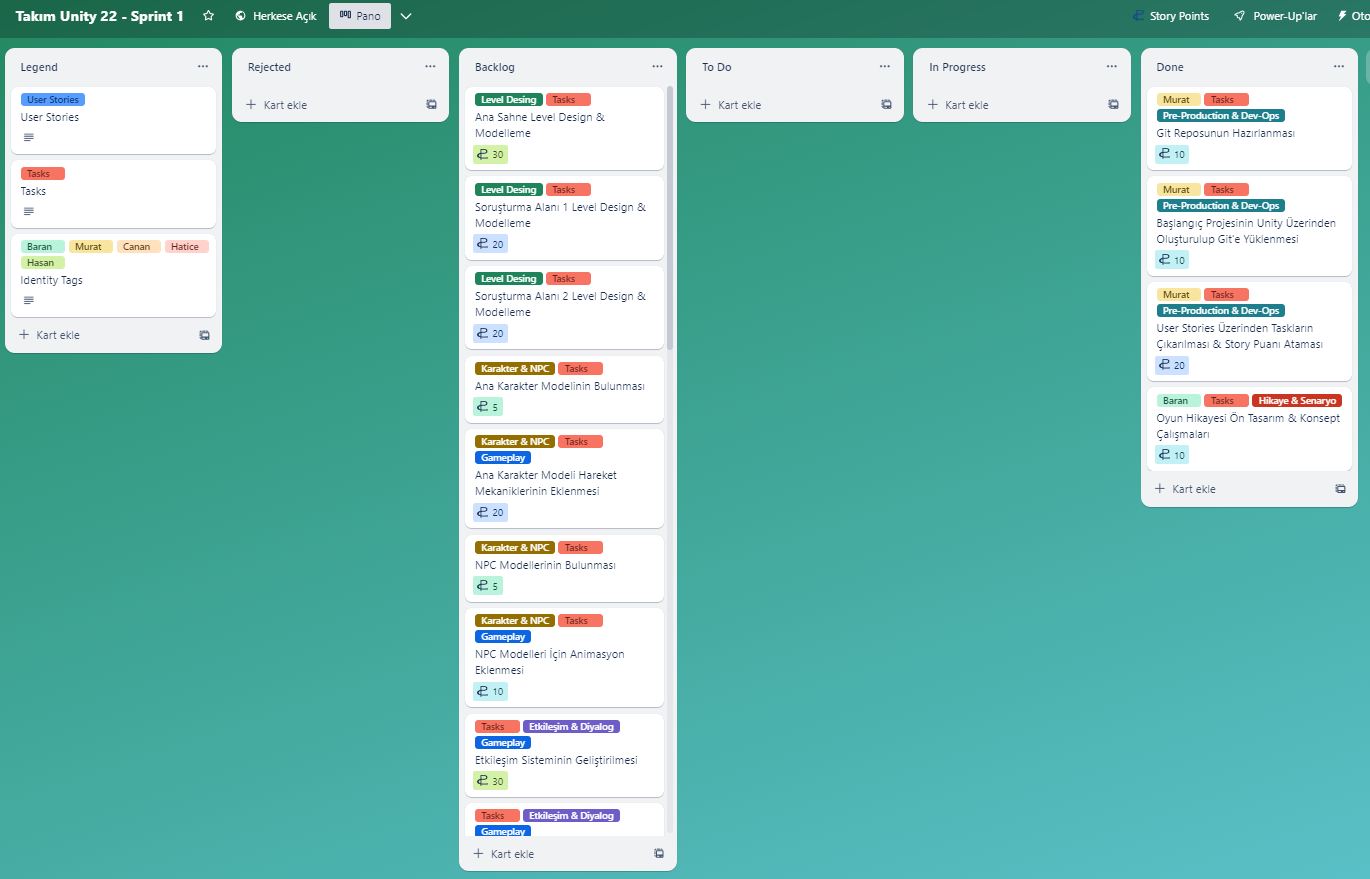 Takım Unity 22 - Sprint 1
Herkese Açık
Pano
Story Points
Power-Up'lar
Oto
Legend
User Stories
User Stories
Tasks
Tasks
Baran Murat Canan Hatice
Hasan
Identity Tags
Kart ekle
Rejected
Kart ekle
Backlog
Level Desing Tasks
Ana Sahne Level Design &
Modelleme
30
Level Desing Tasks
Soruşturma Alanı 1 Level Design &
Modelleme
20
Level Desing Tasks
Soruşturma Alanı 2 Level Design &
Modelleme
20
Karakter & NPC Tasks
Ana Karakter Modelinin Bulunması
5
Karakter & NPC Tasks
Gameplay
Ana Karakter Modeli Hareket
Mekaniklerinin Eklenmesi
20
Karakter & NPC Tasks
NPC Modellerinin Bulunması
5
Karakter & NPC Tasks
Gameplay
NPC Modelleri İçin Animasyon
Eklenmesi
10
Tasks Etkileşim & Diyalog
Gameplay
Etkileşim Sisteminin Geliştirilmesi
30
Tasks Etkileşim & Diyalog
Gameplay
Kart ekle
To Do
Kart ekle
In Progress
Kart ekle
Done
Murat Tasks
Pre-Production & Dev-Ops
Git Reposunun Hazırlanması
10
Murat Tasks
Pre-Production & Dev-Ops
Başlangıç Projesinin Unity Üzerinden
Oluşturulup Git'e Yüklenmesi
10
Murat Tasks
Pre-Production & Dev-Ops
User Stories Üzerinden Taskların
Çıkarılması & Story Puanı Ataması
20
Baran Tasks Hikaye & Senaryo
Oyun Hikayesi Ön Tasarım & Konsept
Çalışmaları
10
Kart ekle